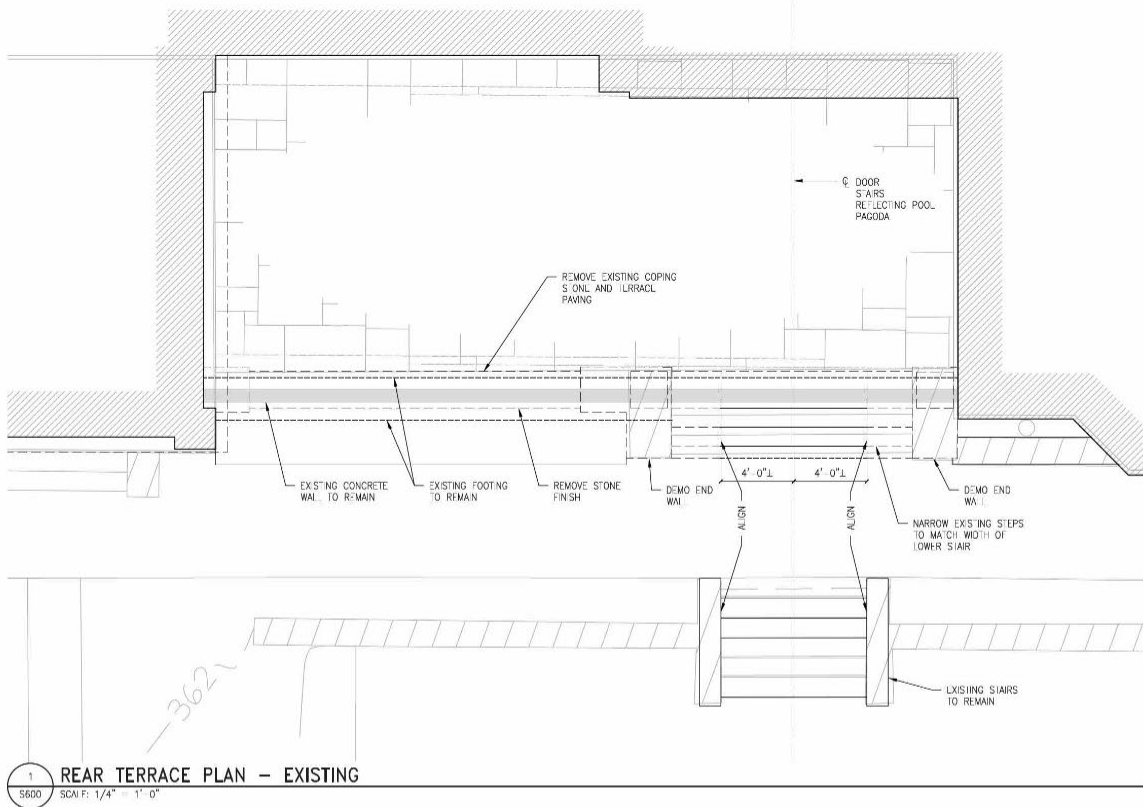 ℄ DOOR
STAIRS
REFLECTING POOL
PAGODA
REMOVE EXISTING COPING
STONE AND TERRACE
PAVING
EXISTING CONCRETE
WALL TO REMAIN
EXISTING FOOTING
TO REMAIN
REMOVE STONE
FINISH
DEMO END
WALL
4'-0"±
4'-0"±
DEMO END
WALL
ALIGN
ALIGN
NARROW EXISTING STEPS
TO MATCH WIDTH OF
LOWER STAIR
362
EXISTING STAIRS
TO REMAIN
1
S600
REAR TERRACE PLAN - EXISTING
SCALE: 1/4" = 1'-0"